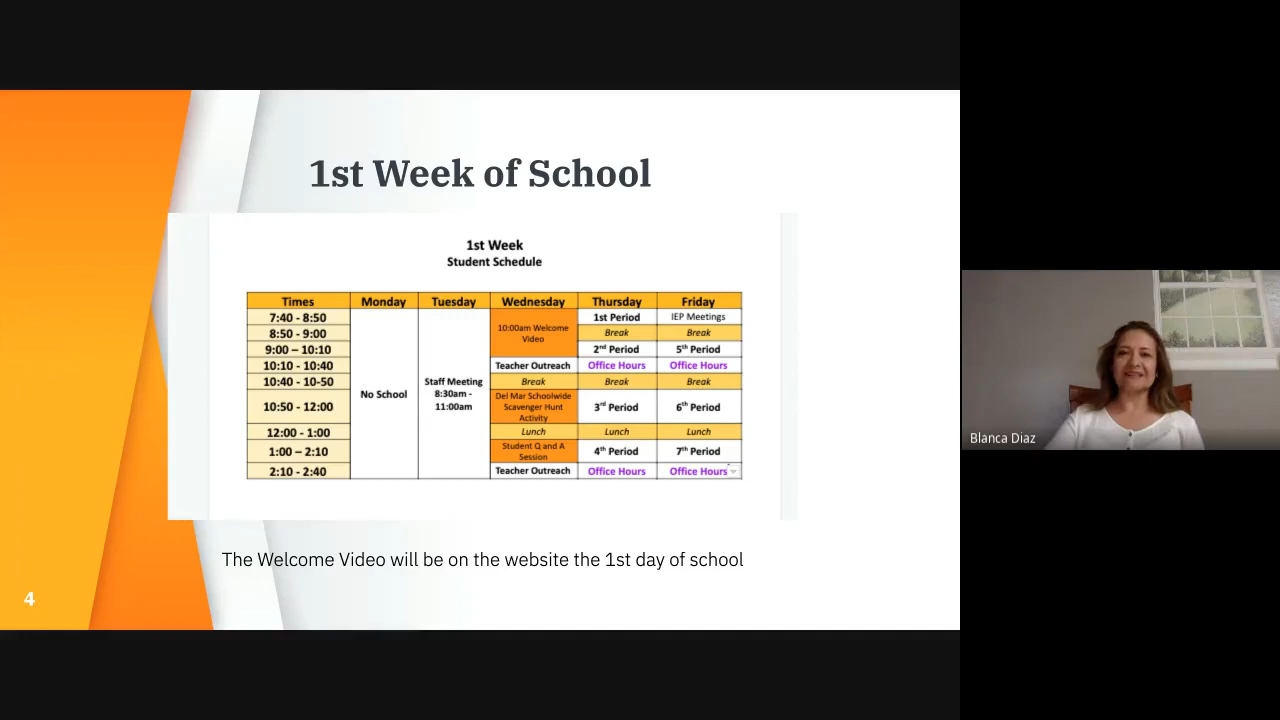 1st Week of School
1st Week
Student Schedule
Times Monday Tuesday Wednesday Thursday Friday
7:40 - 8:50 1st Period IEP Meetings
10:00am Welcome
Video
8:50 - 9:00 Break Break
9:00 – 10:10 2nd Period 5th Period
10:10 - 10:40 Teacher Outreach Office Hours Office Hours
No School
Staff Meeting
8:30am -
11:00am
10:40 - 10-50 Break Break Break
Del Mar Schoolwide
Scavenger Hunt
Activity
10:50 - 12:00 3rd Period 6th Period
12:00 - 1:00 Lunch Lunch Lunch
Student Q and A
Session
1:00 – 2:10 4th Period 7th Period
2:10 - 2:40 Teacher Outreach Office Hours Office Hours
The Welcome Video will be on the website the 1st day of school
4
Blanca Diaz